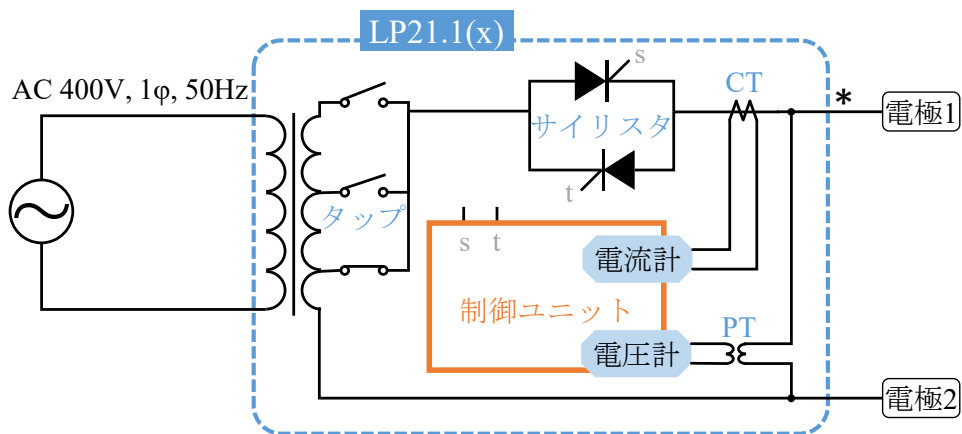 LP21.1(x)
AC 400V, 1φ, 50Hz
s
CT
*
電極1
サイリスタ
t
タップ
s t
電流計
制御ユニット
PT
電圧計
電極2